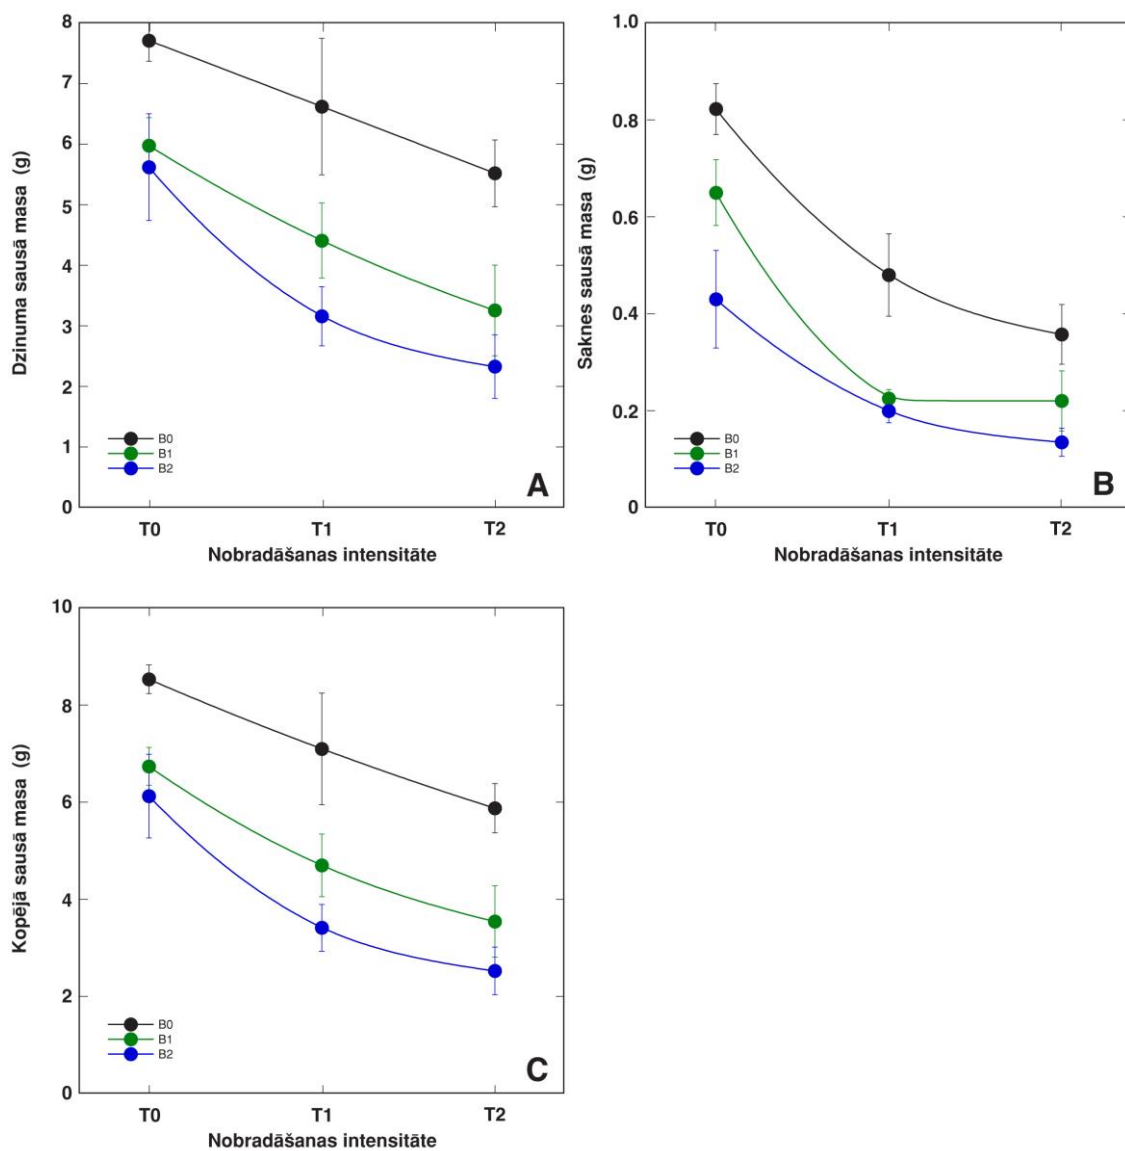 Dzinuma sausā masa (g)
8
7
6
5
4
3
2
1
0
B0
B1
B2
A
T0 T1 T2
Nobradāšanas intensitāte
Saknes sausā masa (g)
1.0
0.8
0.6
0.4
0.2
0
B0
B1
B2
B
T0 T1 T2
Nobradāšanas intensitāte
Kopējā sausā masa (g)
10
8
6
4
2
0
B0
B1
B2
C
T0 T1 T2
Nobradāšanas intensitāte